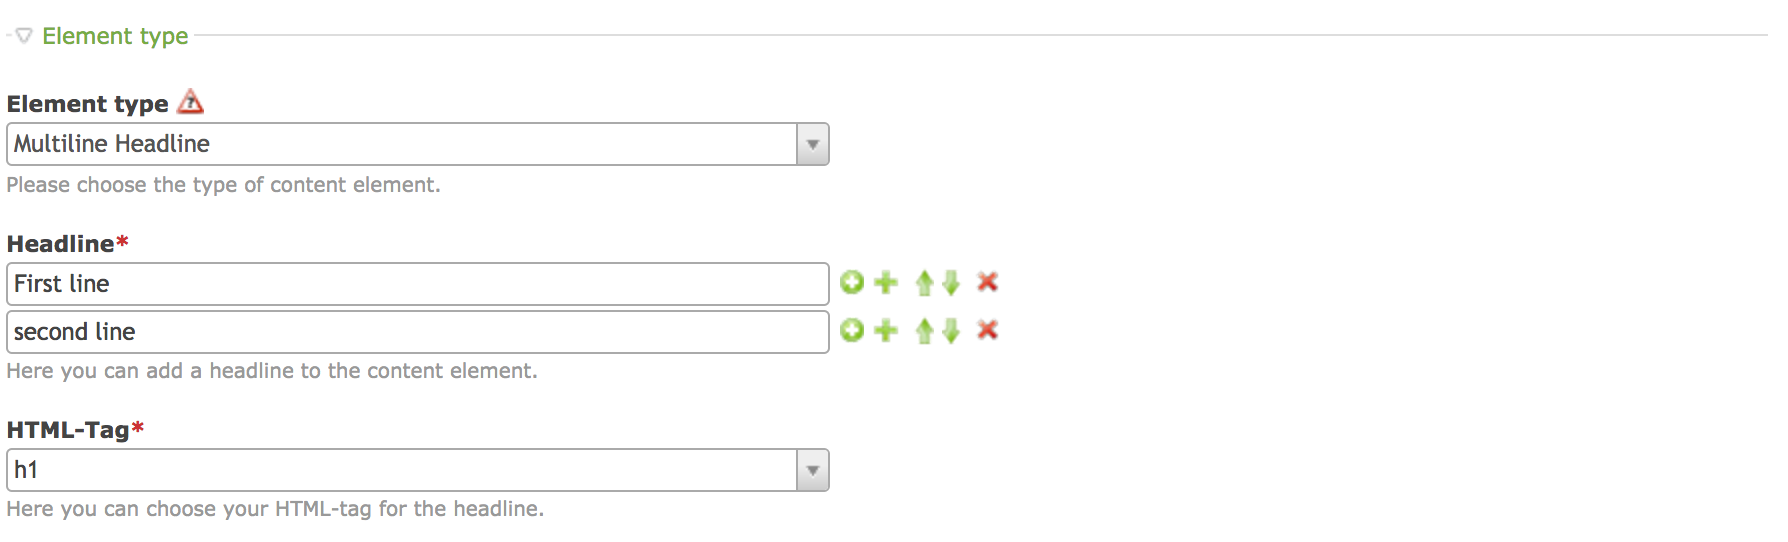 Element type
Element type
Multiline Headline
Please choose the type of content element.
Headline*
First line
second line
Here you can add a headline to the content element.
HTML-Tag*
h1
Here you can choose your HTML-tag for the headline.